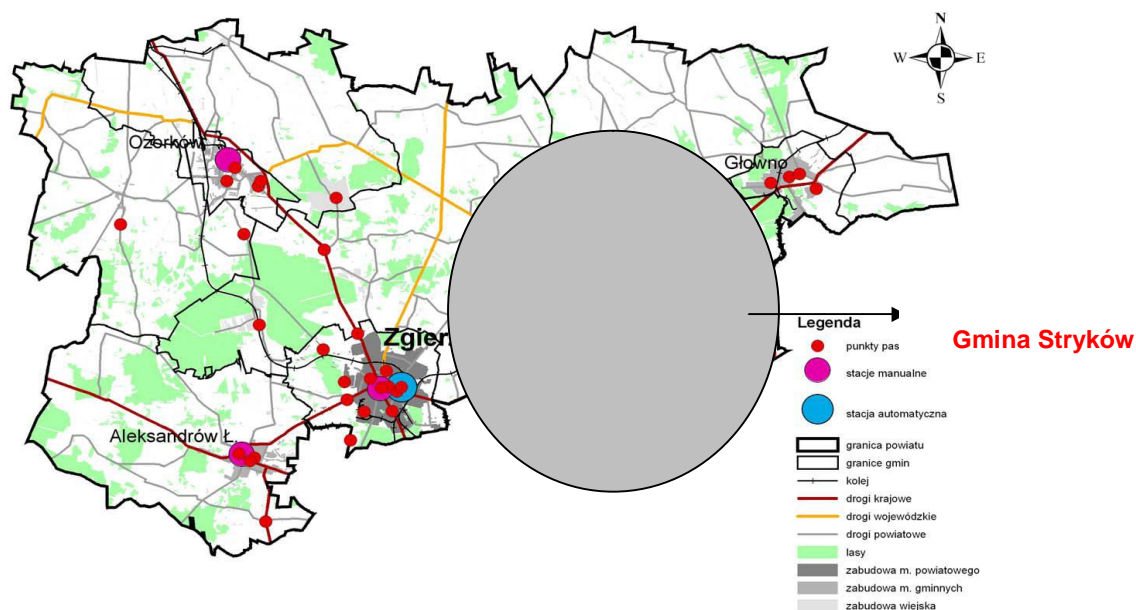 N
W E
S
Ozorków
Głowno
Zgier
Aleksandrów Ł.
Gmina Stryków
Legenda
punkty pas
stacje manualne
stacja automatyczna
granica powiatu
granice gmin
kolej
drogi krajowe
drogi wojewódzkie
drogi powiatowe
lasy
zabudowa m. powiatowego
zabudowa m. gminnych
zabudowa wiejska